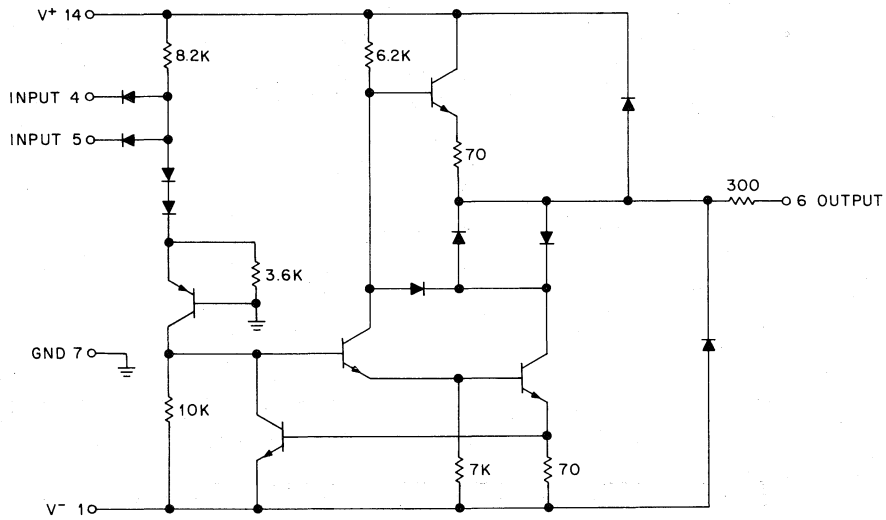 V+ 14
8.2K
6.2K
INPUT 4
INPUT 5
70
300
6 OUTPUT
3.6K
GND 7
10K
7K
70
V- 1